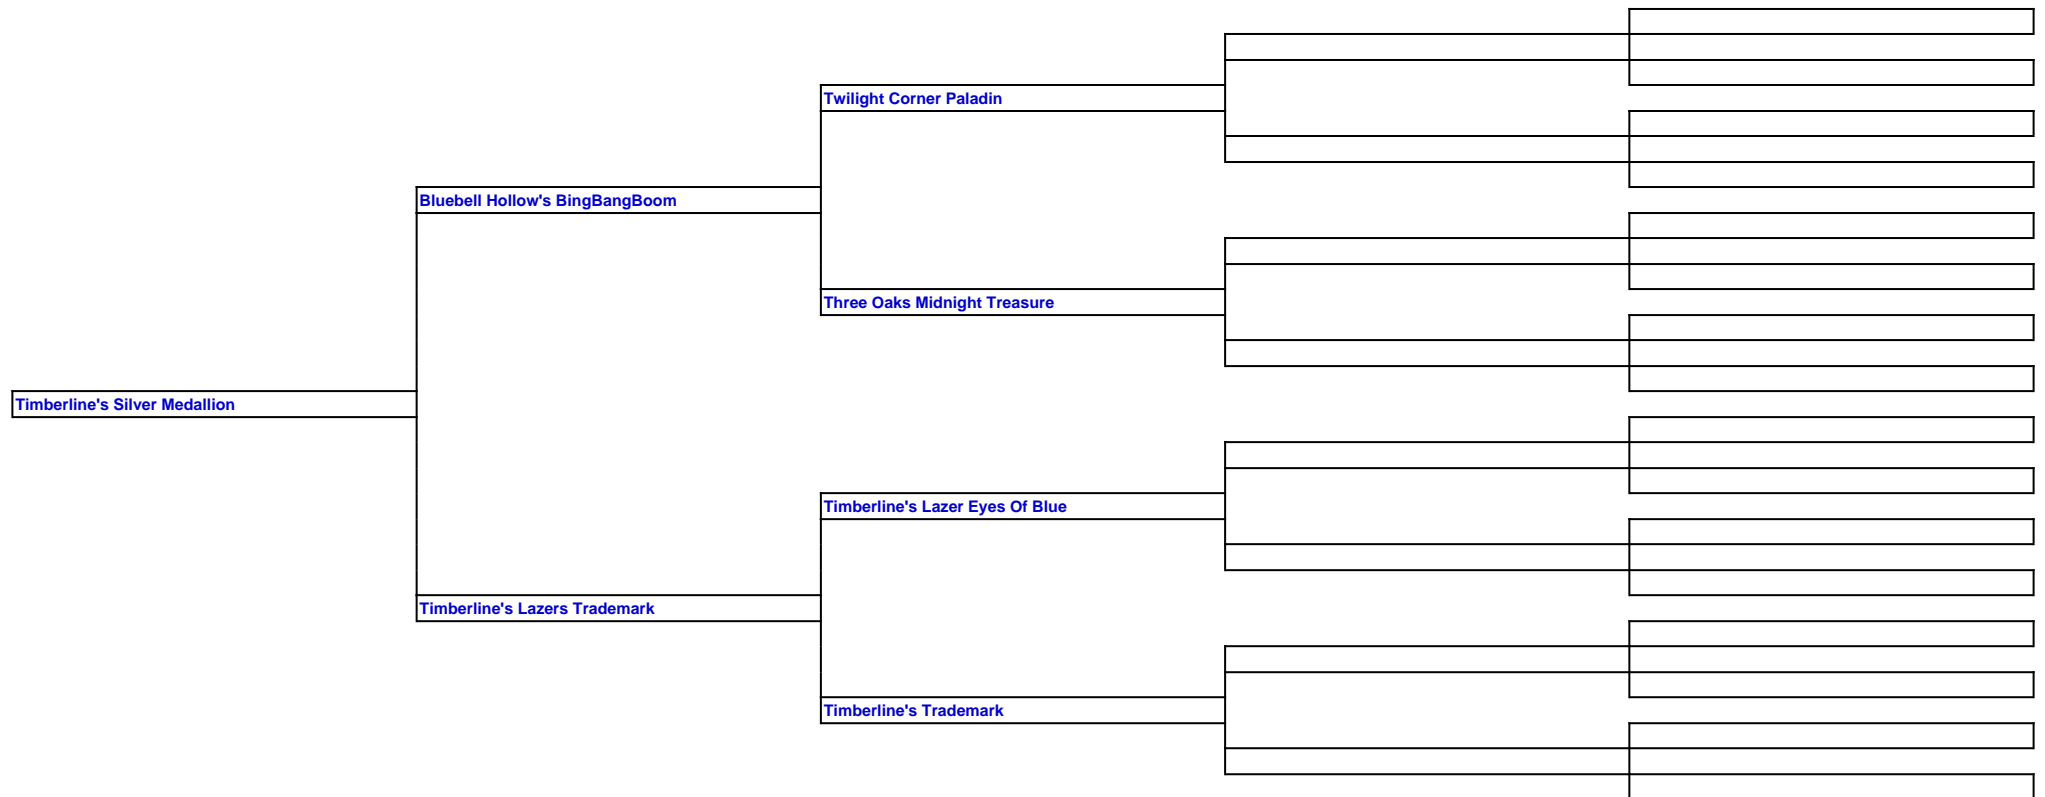 Twilight Corner Paladin
Bluebell Hollow's BingBangBoom
Three Oaks Midnight Treasure
Timberline's Silver Medallion
Timberline's Lazer Eyes Of Blue
Timberline's Lazers Trademark
Timberline's Trademark